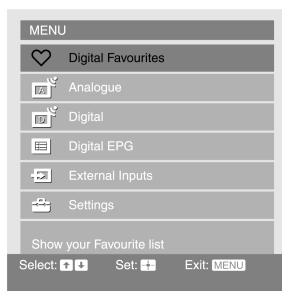 MENU
Digital Favourites
Analogue
Digital
Digital EPG
External Inputs
Settings
Show your Favourite list
Select: Set: Exit: MENU